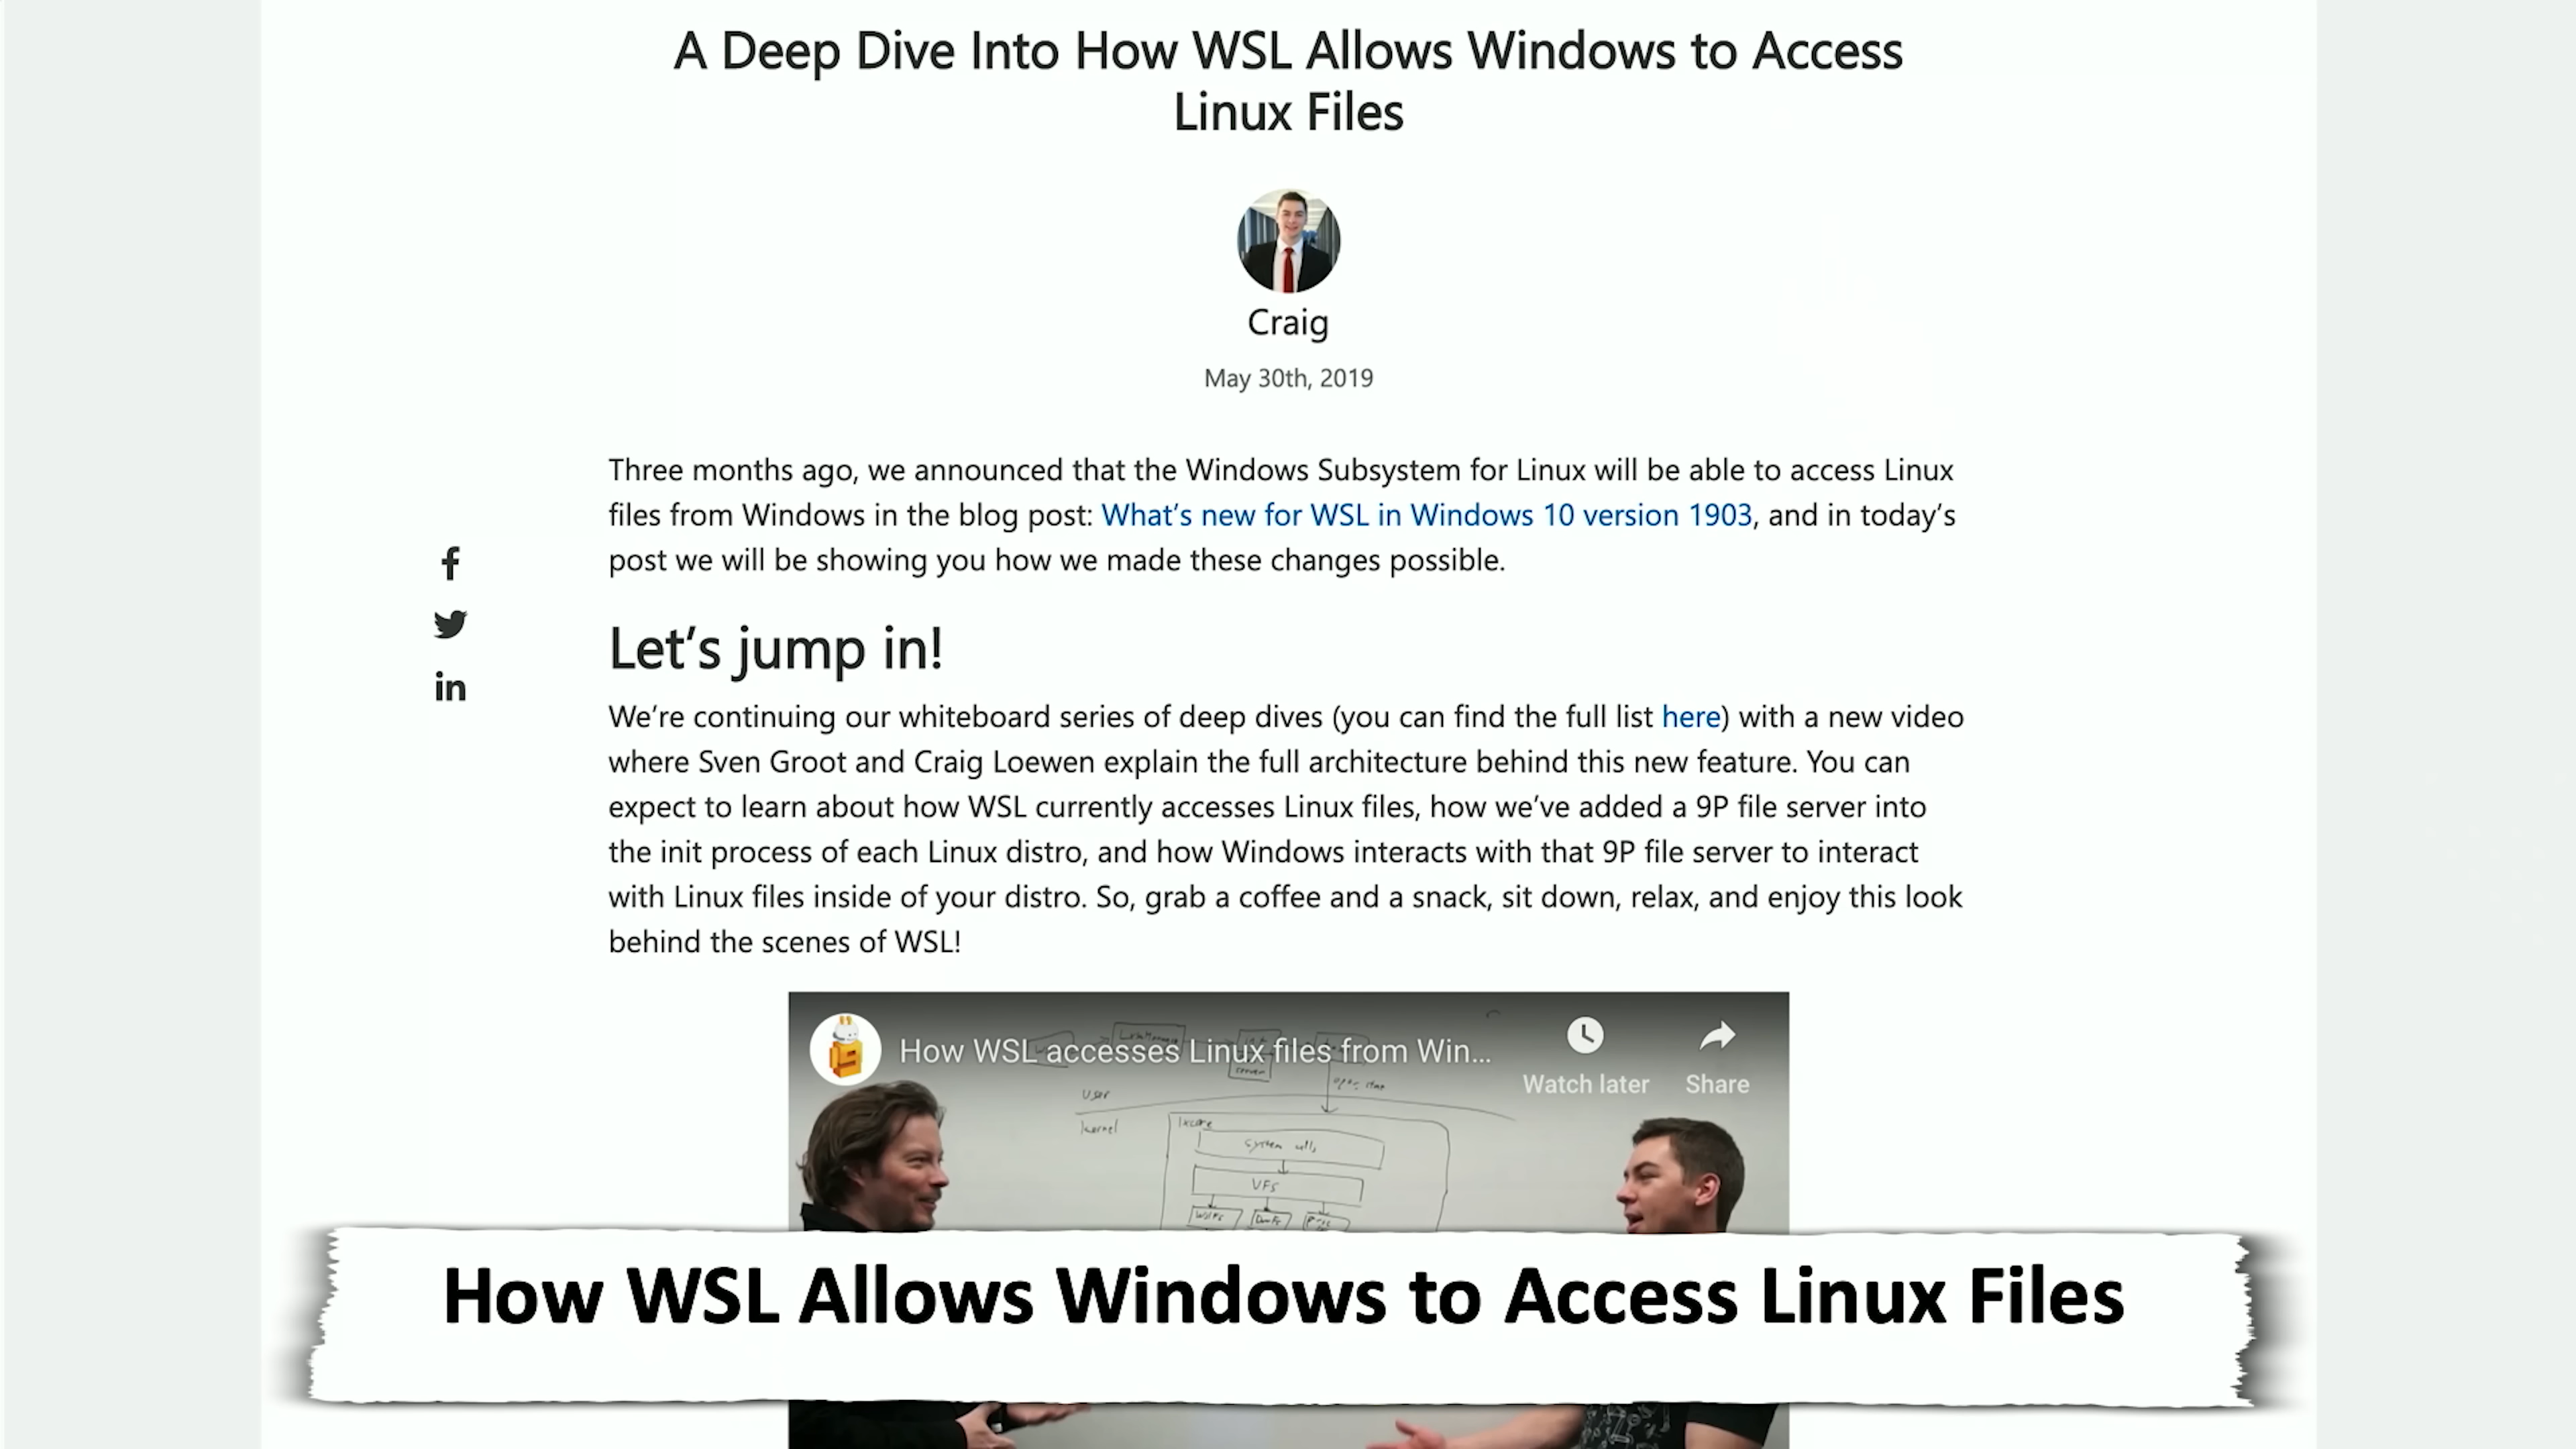 A Deep Dive Into How WSL Allows Windows to Access
Linux Files
Craig
May 30th, 2019
Three months ago, we announced that the Windows Subsystem for Linux will be able to access Linux
files from Windows in the blog post: What's new for WSL in Windows 10 version 1903, and in today's
post we will be showing you how we made these changes possible.
f
in
Let's jump in!
We're continuing our whiteboard series of deep dives (you can find the full list here) with a new video
where Sven Groot and Craig Loewen explain the full architecture behind this new feature. You can
expect to learn about how WSL currently accesses Linux files, how we've added a 9P file server into
the init process of each Linux distro, and how Windows interacts with that 9P file server to interact
with Linux files inside of your distro. So, grab a coffee and a snack, sit down, relax, and enjoy this look
behind the scenes of WSL!
9
How WSL accesses Linux files from Win...
Watch later
Share
server
user
kernel
lxcore
system calls
VFS
How WSL Allows Windows to Access Linux Files